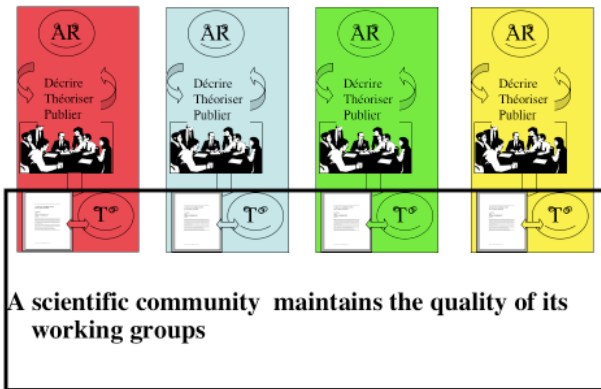 AR AR AR AR
Décrire Décrire Décrire Décrire
Théoriser Théoriser Théoriser Théoriser
Publier Publier Publier Publier
T T T T
A scientific community maintains the quality of its
working groups